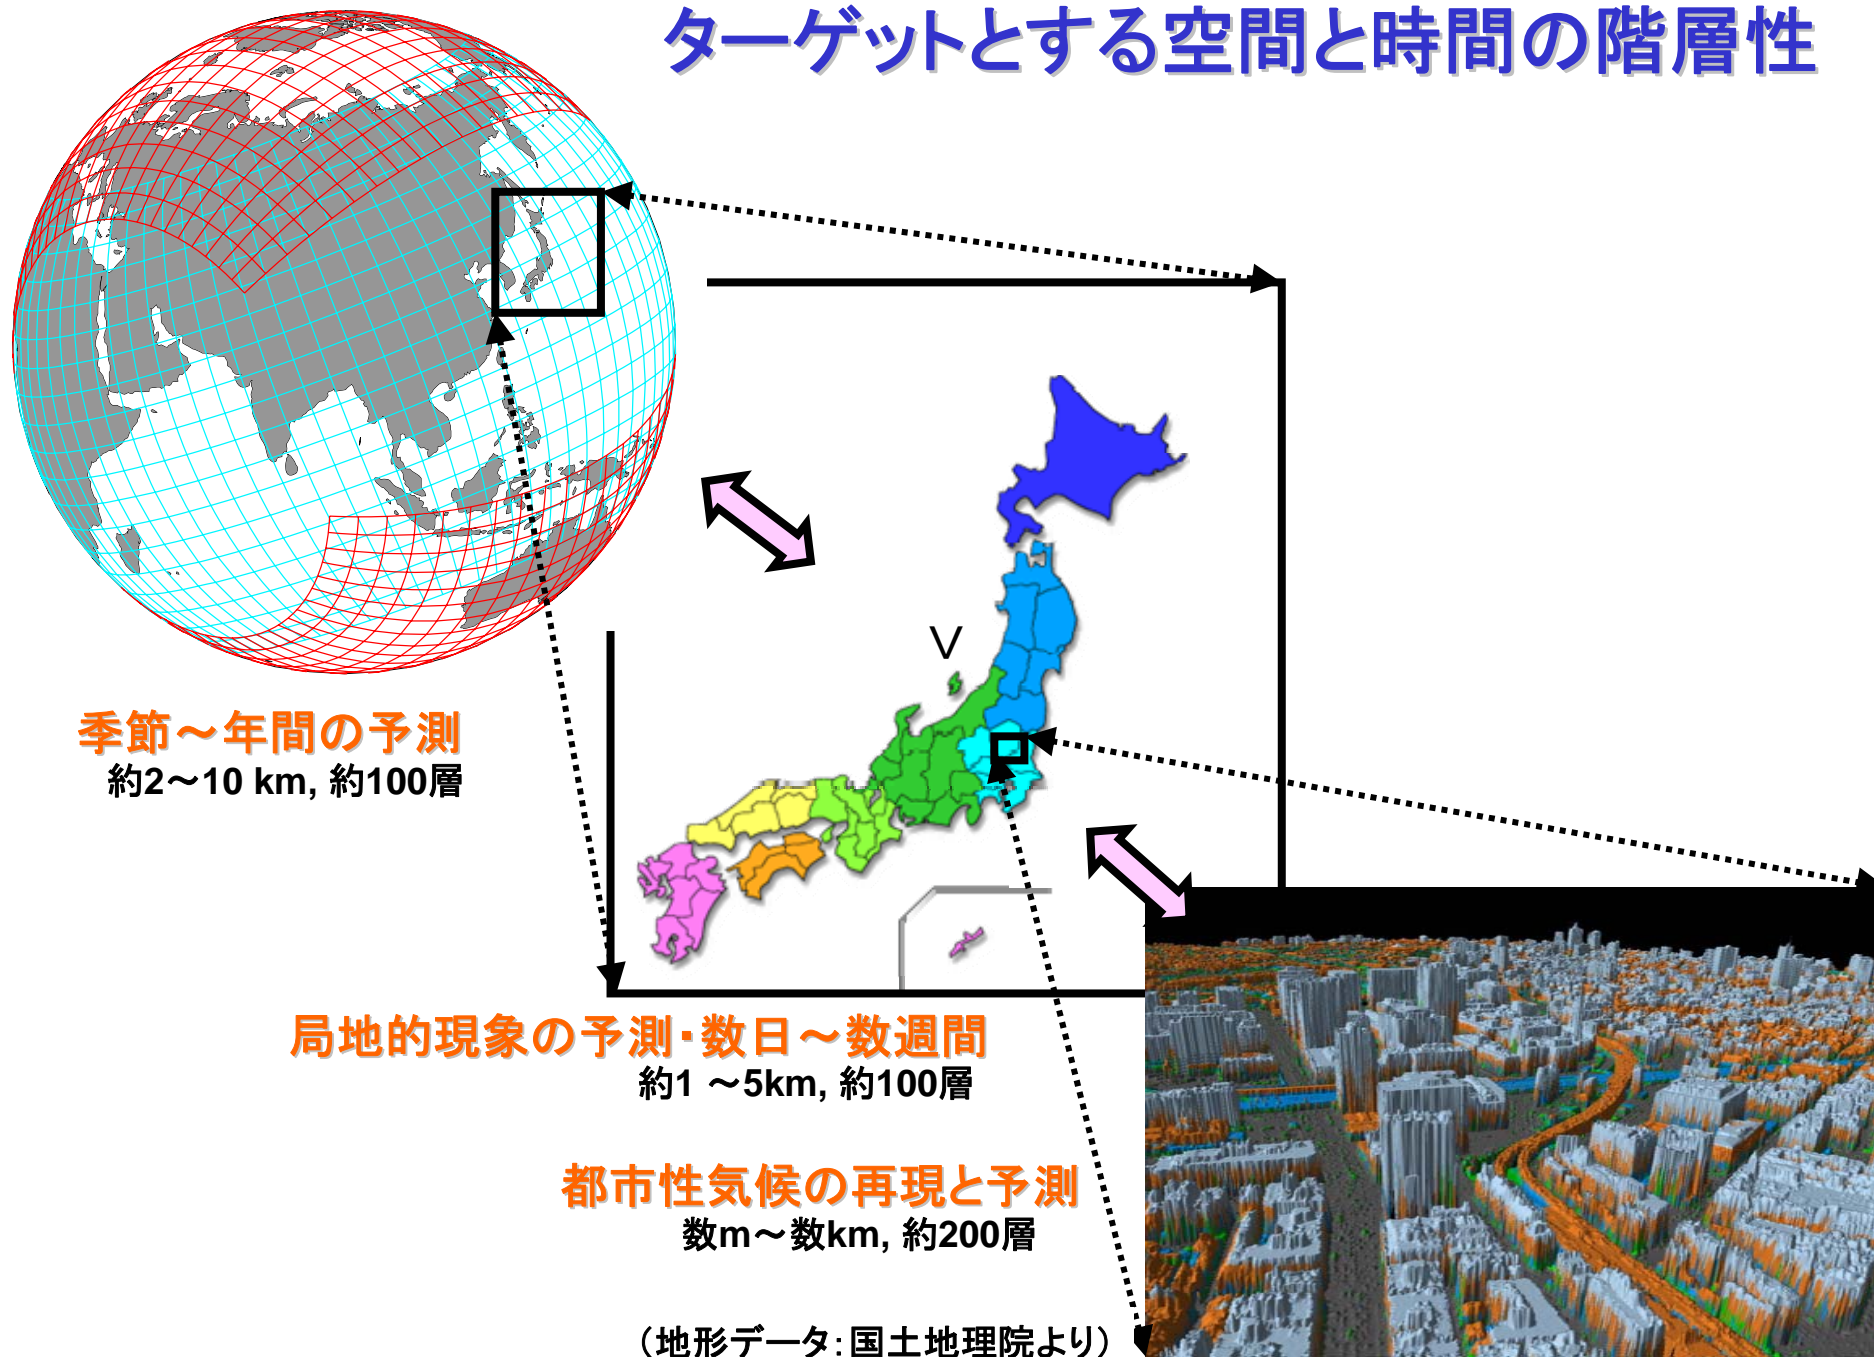 ターゲットとする空間と時間の階層性
V
季節～年間の予測
約2～10 km, 約100層
局地的現象の予測・数日～数週間
約1 ～5km, 約100層
都市性気候の再現と予測
数m～数km, 約200層
（地形データ：国土地理院より）